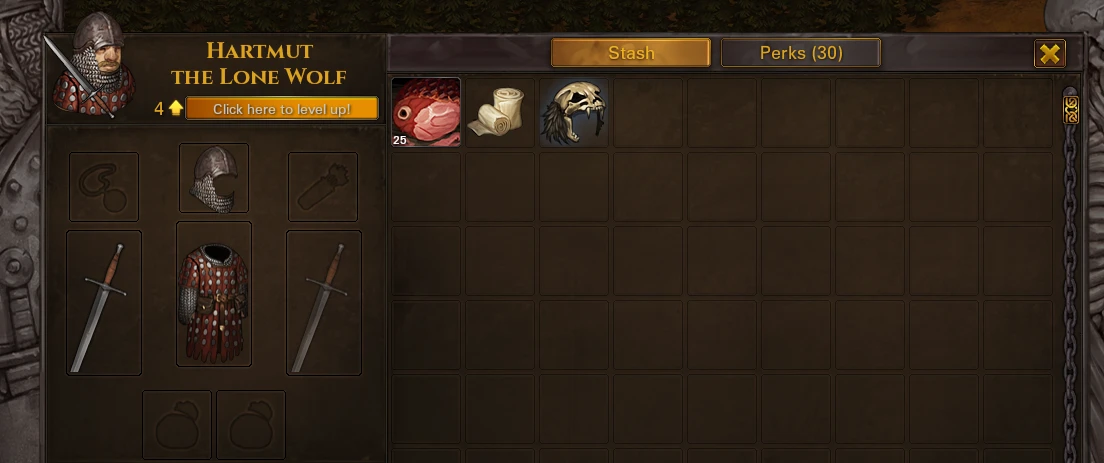 Hartmut
the Lone Wolf
4
Click here to level up!
Stash
Perks (30)
25